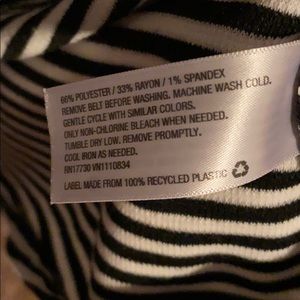 66% POLYESTER / 33% RAYON / 1% SPANDEX
REMOVE BELT BEFORE WASHING. MACHINE WASH COLD.
GENTLE CYCLE WITH SIMILAR COLORS.
ONLY NON-CHLORINE BLEACH WHEN NEEDED.
TUMBLE DRY LOW. REMOVE PROMPTLY.
COOL IRON AS NEEDED.
RN17730 VN1110834
LABEL MADE FROM 100% RECYCLED PLASTIC